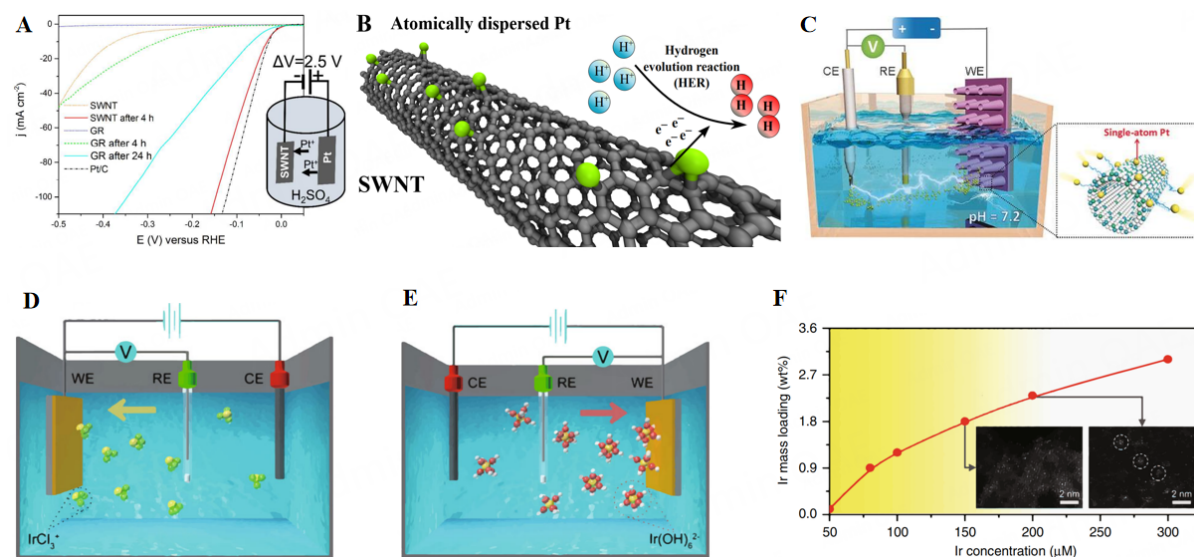 A
j (mA cm⁻²)
0
-20
-40
-60
-80
-100
SWNT
SWNT after 4 h
GR
GR after 4 h
GR after 24 h
Pt/C
ΔV=2.5 V
- +
Pt⁺
SWNT
Pt⁺
Pt
H₂SO₄
-0.5 -0.4 -0.3 -0.2 -0.1 0.0
E (V) versus RHE
B
Atomically dispersed Pt
H⁺
H⁺ H⁺
H⁺
Hydrogen
evolution reaction
(HER)
H
H H
H
e⁻ e⁻
e⁻ e⁻
e⁻
SWNT
C
+ -
V
CE RE WE
Single-atom Pt
pH = 7.2
D
V
WE RE CE
IrCl₃⁺
E
V
CE RE WE
Ir(OH)₆²⁻
F
Ir mass loading (wt%)
3.6
2.7
1.8
0.9
0.0
2 nm 2 nm
50 100 150 200 250 300
Ir concentration (μM)